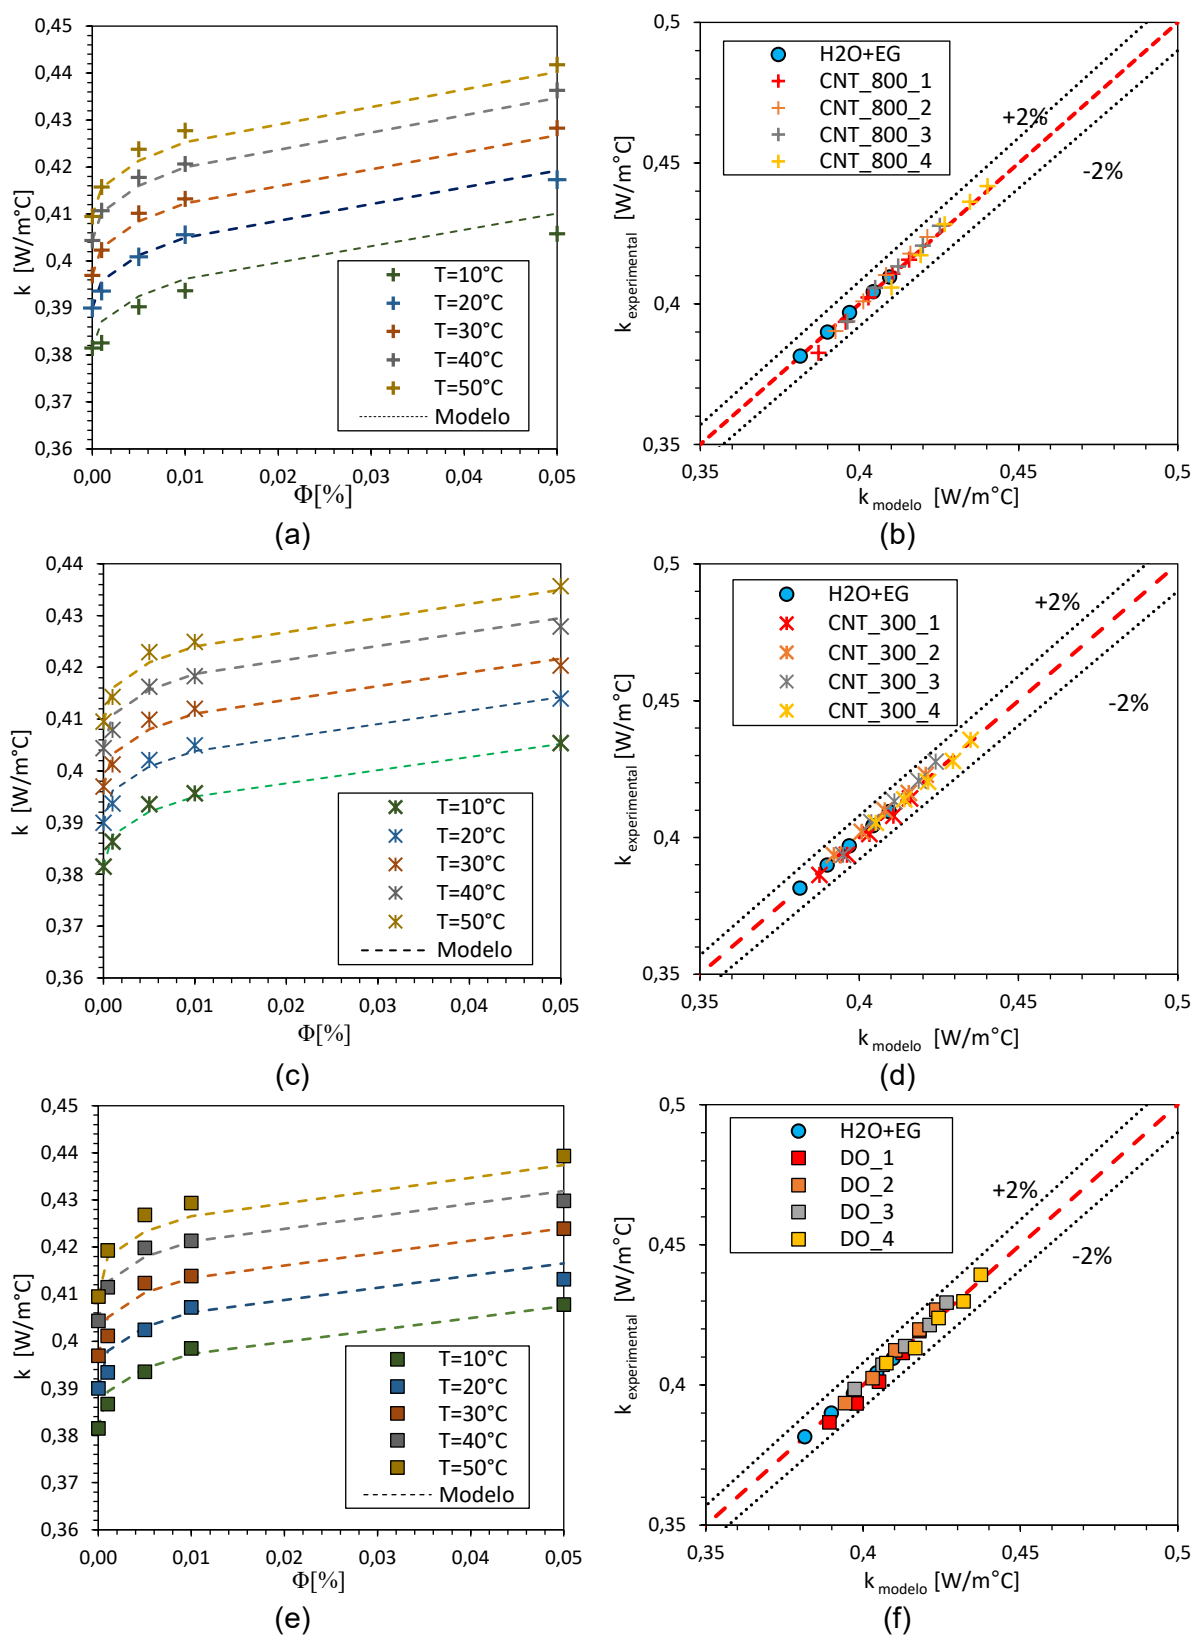 0,45
0,44
0,43
0,42
0,41
0,4
0,39
0,38
0,37
0,36
k [W/m°C]
T=10°C
T=20°C
T=30°C
T=40°C
T=50°C
Modelo
0,00
0,01
0,02
0,03
0,04
0,05
Φ[%]
(a)
0,5
0,45
0,4
0,35
k experimental [W/m°C]
H2O+EG
CNT_800_1
CNT_800_2
CNT_800_3
CNT_800_4
+2%
-2%
0,35
0,4
0,45
0,5
k modelo [W/m°C]
(b)
0,44
0,43
0,42
0,41
0,4
0,39
0,38
0,37
0,36
k [W/m°C]
T=10°C
T=20°C
T=30°C
T=40°C
T=50°C
Modelo
0,00
0,01
0,02
0,03
0,04
0,05
Φ[%]
(c)
0,5
0,45
0,4
0,35
k experimental [W/m°C]
H2O+EG
CNT_300_1
CNT_300_2
CNT_300_3
CNT_300_4
+2%
-2%
0,35
0,4
0,45
0,5
k modelo [W/m°C]
(d)
0,45
0,44
0,43
0,42
0,41
0,4
0,39
0,38
0,37
0,36
k [W/m°C]
T=10°C
T=20°C
T=30°C
T=40°C
T=50°C
Modelo
0,00
0,01
0,02
0,03
0,04
0,05
Φ[%]
(e)
0,5
0,45
0,4
0,35
k experimental [W/m°C]
H2O+EG
DO_1
DO_2
DO_3
DO_4
+2%
-2%
0,35
0,4
0,45
0,5
k modelo [W/m°C]
(f)